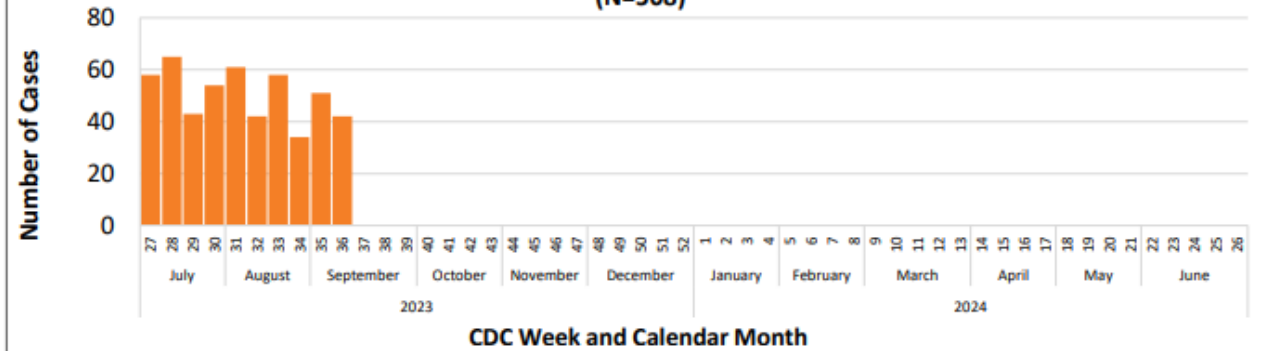 (N=508)
80
60
40
20
0
Number of Cases
27 28 29 30 31 32 33 34 35 36 37 38 39 40 41 42 43 44 45 46 47 48 49 50 51 52 1 2 3 4 5 6 7 8 9 10 11 12 13 14 15 16 17 18 19 20 21 22 23 24 25 26
July August September October November December January February March April May June
2023 2024
CDC Week and Calendar Month